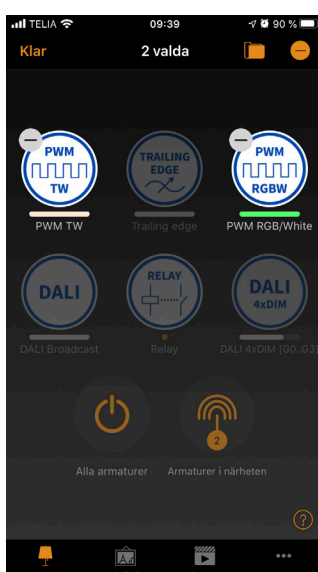 TELIA 09:39 90 %
Klar 2 valda
PWM TW
TRAILING EDGE
PWM RGBW
PWM TW Trailing edge PWM RGB/White
DALI
RELAY
DALI 4xDIM
DALI Broadcast Relay DALI 4xDIM (G0..G3)
2
Alla armaturer Armaturer i närheten
?